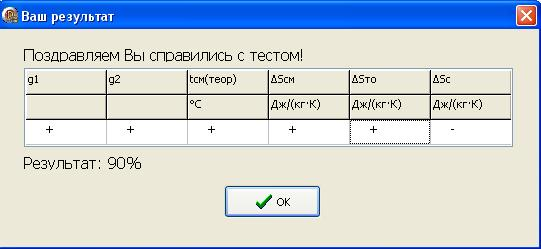 Ваш результат
Поздравляем Вы справились с тестом!
g1 g2 tсм(теор) ΔSсм ΔSто ΔSс
°С Дж/(кг·К) Дж/(кг·К) Дж/(кг·К)
+ + + + + -
Результат: 90%
OK